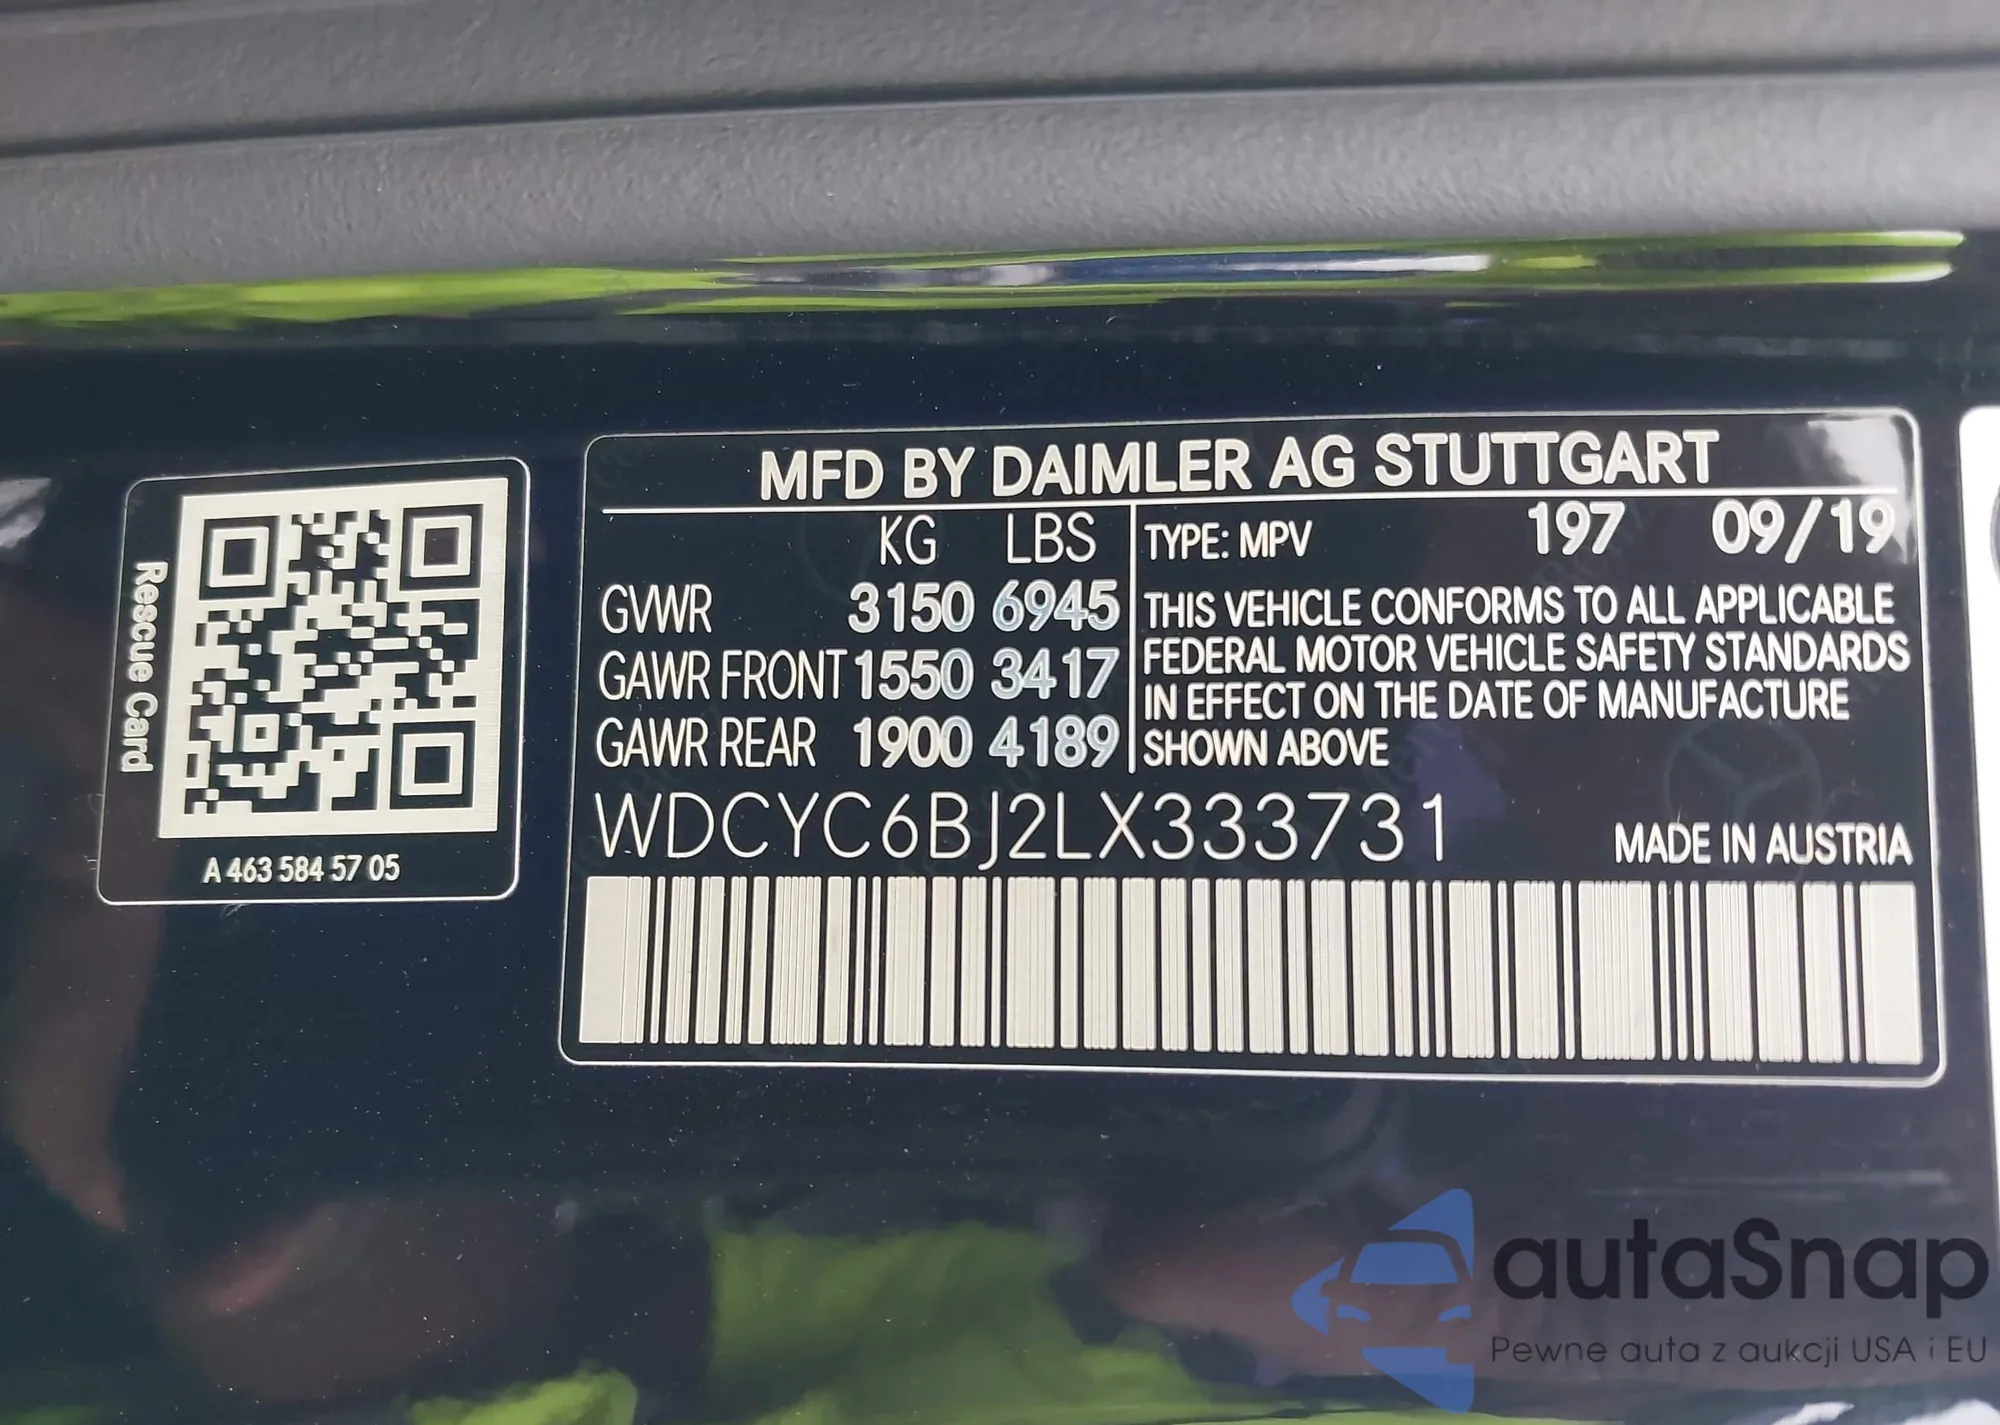 MFD BY DAIMLER AG STUTTGART
KG LBS
GVWR 3150 6945
GAWR FRONT 1550 3417
GAWR REAR 1900 4189
TYPE: MPV 197 09/19
THIS VEHICLE CONFORMS TO ALL APPLICABLE
FEDERAL MOTOR VEHICLE SAFETY STANDARDS
IN EFFECT ON THE DATE OF MANUFACTURE
SHOWN ABOVE
WDCYC6BJ2LX333731
MADE IN AUSTRIA
Rescue Card
A 463 584 57 05
autaSnap
Pewne auta z aukcji USA i EU